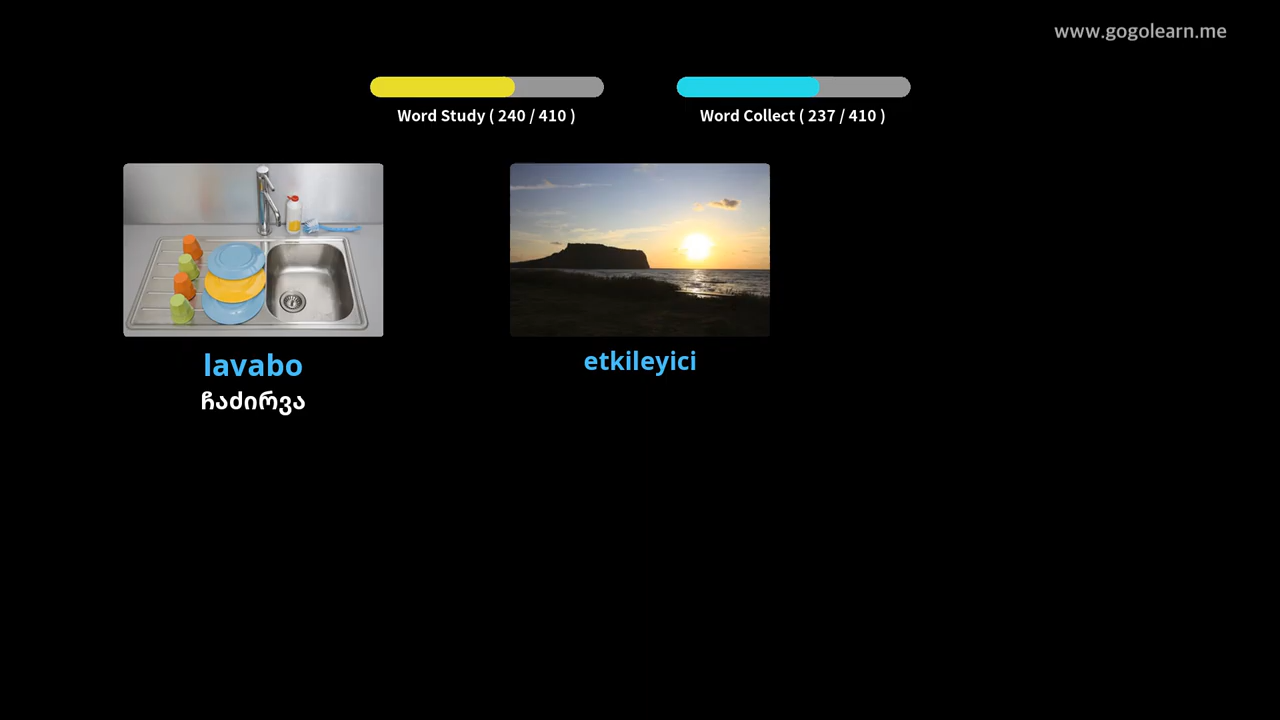 www.gogolearn.me
Word Study ( 240 / 410 )
Word Collect ( 237 / 410 )
lavabo
ჩაძირვა
etkileyici